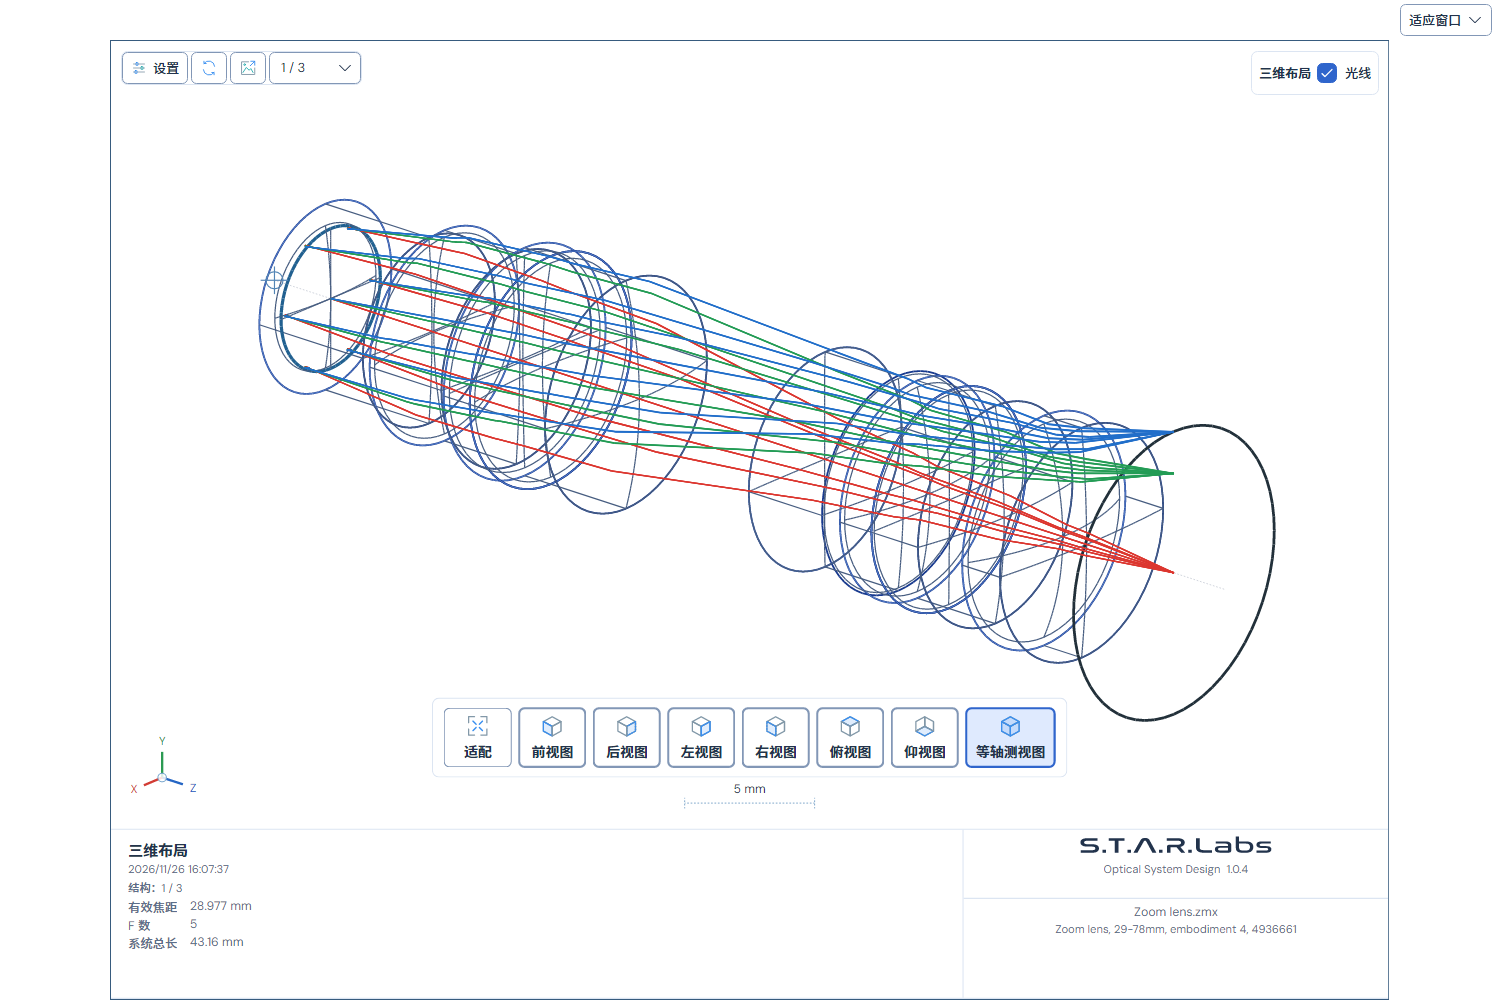 适应窗口
设置
1 / 3
三维布局
光线
Y
X
Z
适配
前视图
后视图
左视图
右视图
俯视图
仰视图
等轴测视图
5 mm
三维布局
2026/11/26 16:07:37
结构: 1 / 3
有效焦距 28.977 mm
F 数 5
系统总长 43.16 mm
S.T.A.R.Labs
Optical System Design 1.0.4
Zoom lens.zmx
Zoom lens, 29-78mm, embodiment 4, 4936661